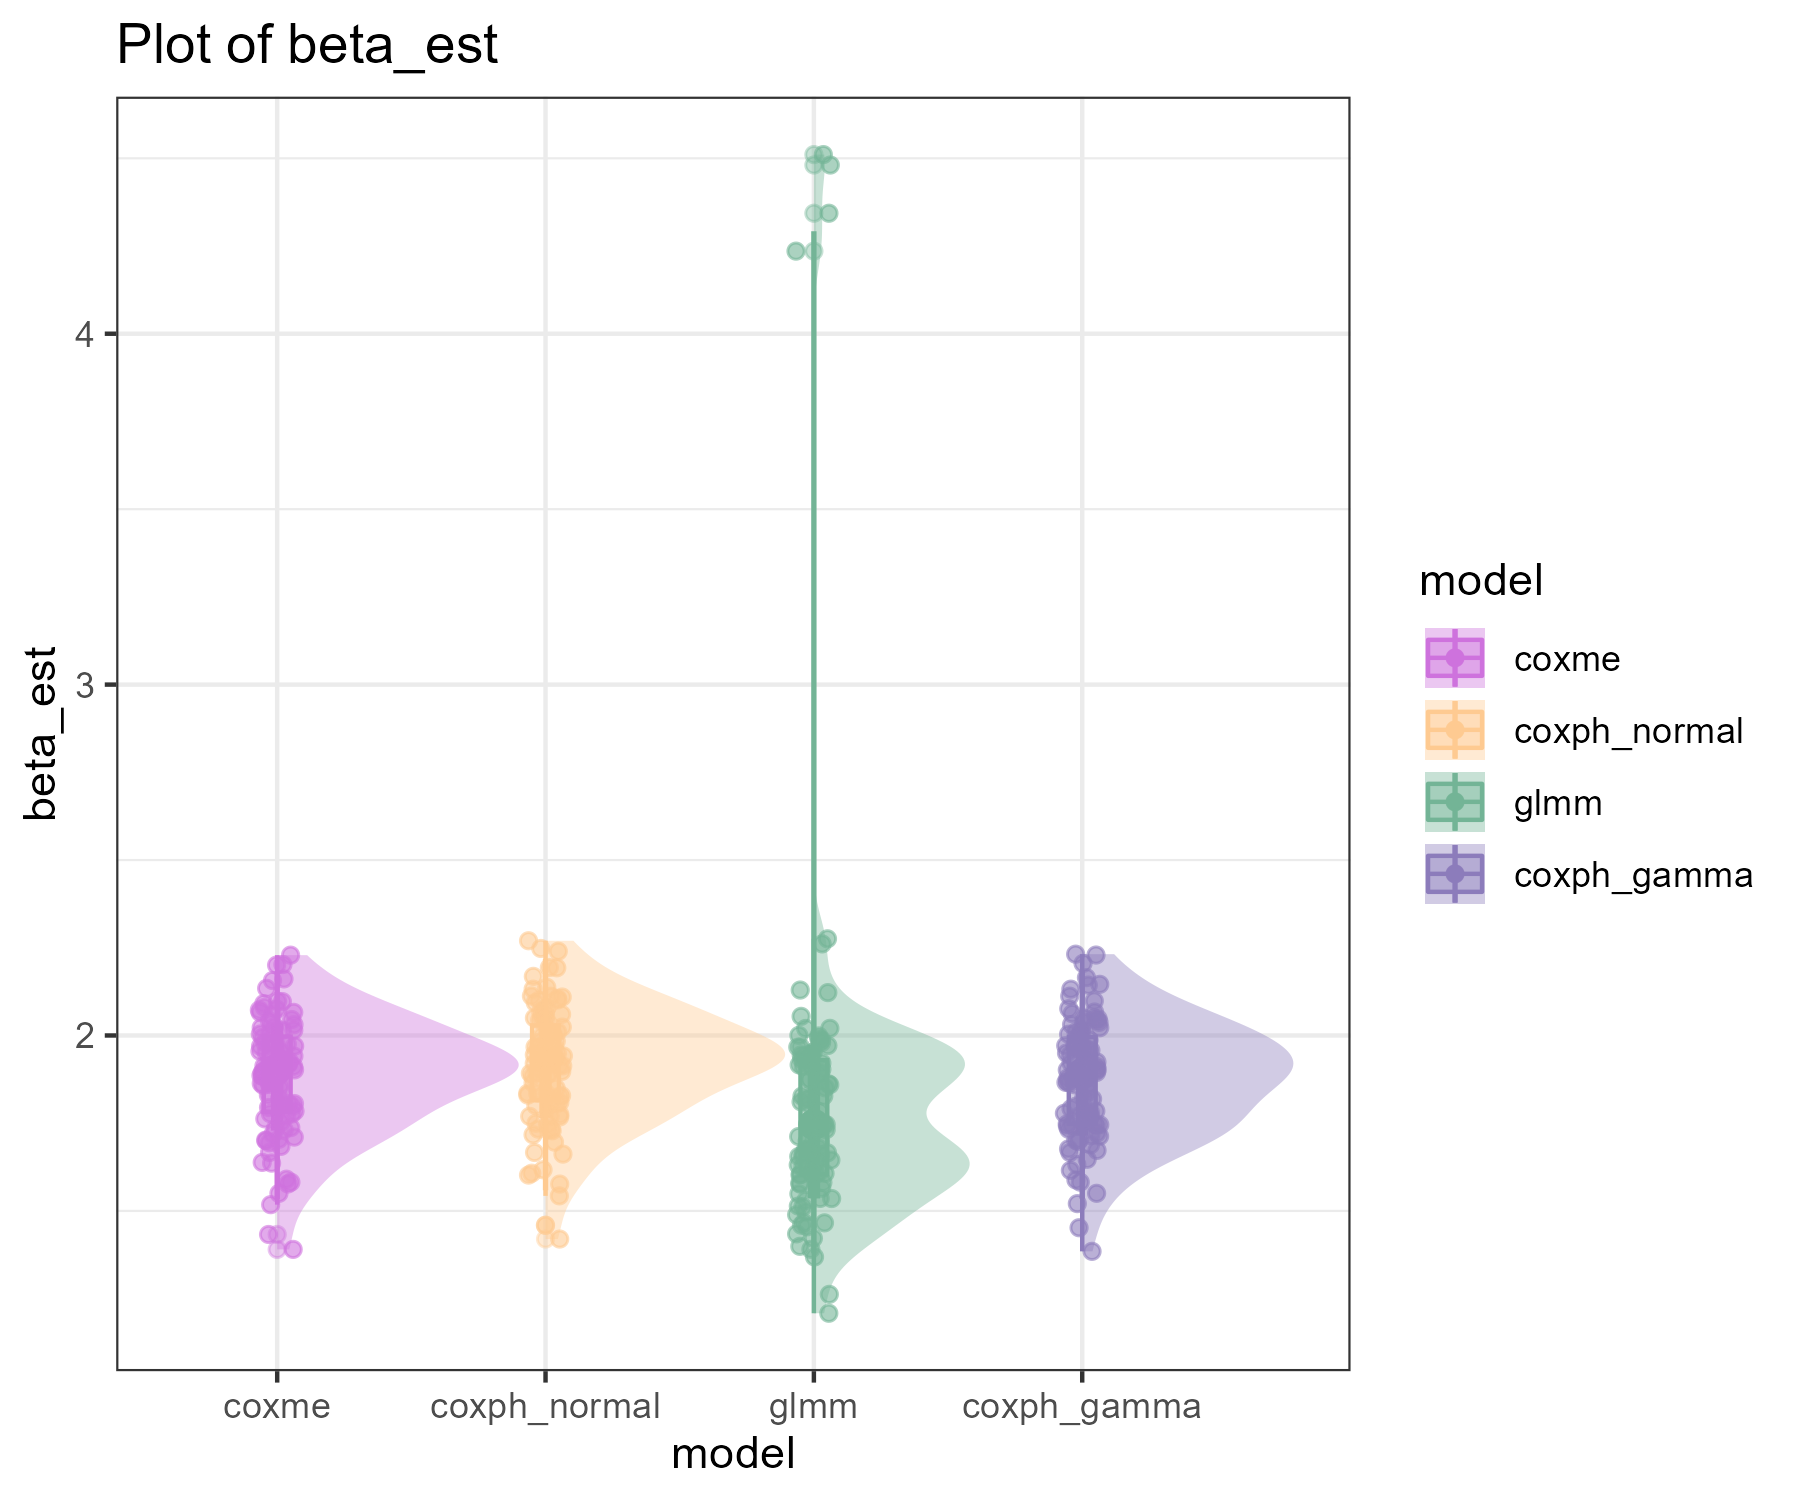 Plot of beta_est
beta_est
4
3
2
coxme
coxph_normal
glmm
coxph_gamma
model
model
coxme
coxph_normal
glmm
coxph_gamma